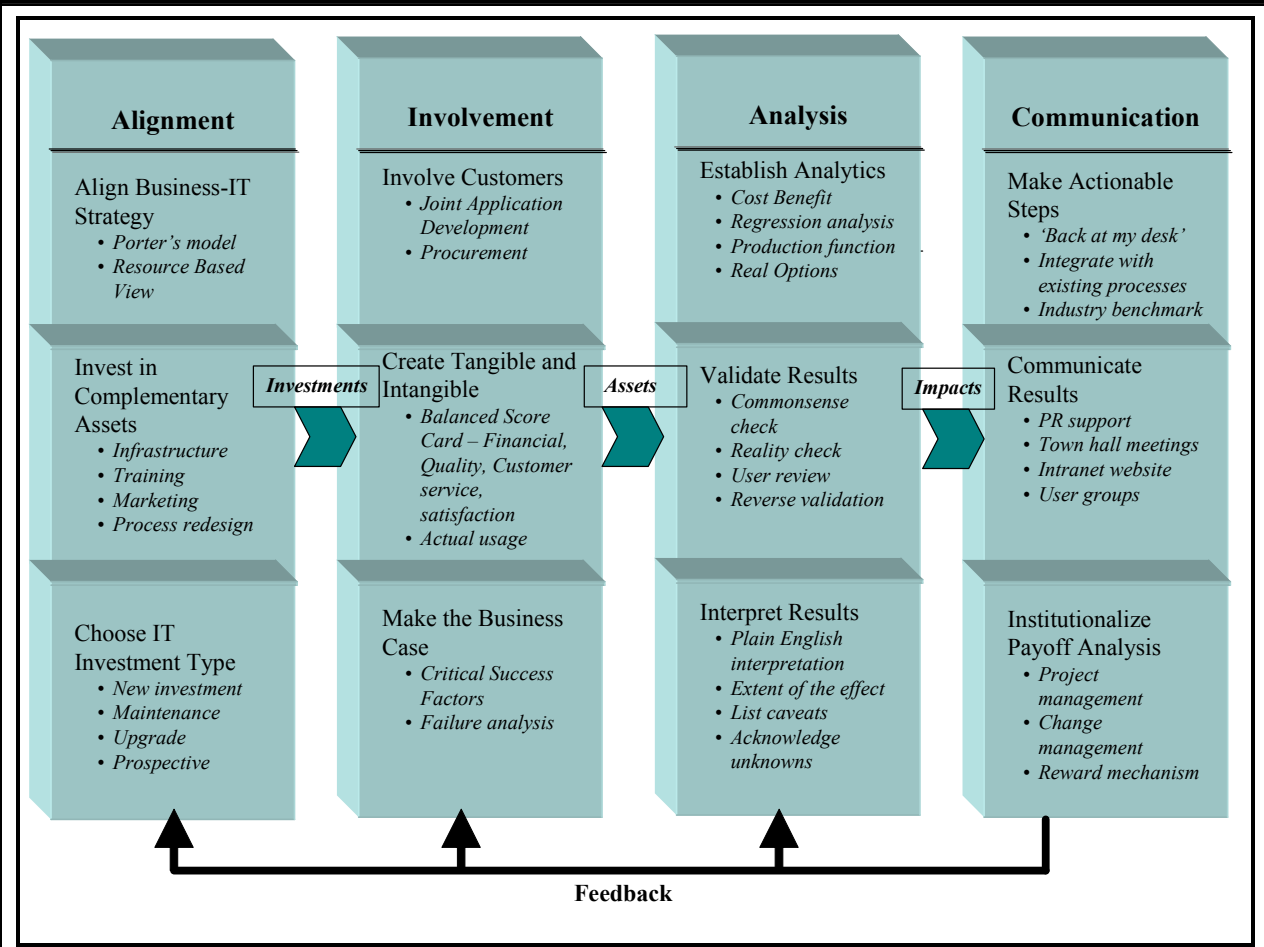 Alignment
Align Business-IT
Strategy
• Porter’s model
• Resource Based
View
Invest in
Complementary
Assets
• Infrastructure
• Training
• Marketing
• Process redesign
Choose IT
Investment Type
• New investment
• Maintenance
• Upgrade
• Prospective
Investments
Involvement
Involve Customers
• Joint Application
Development
• Procurement
Create Tangible and
Intangible
• Balanced Score
Card – Financial,
Quality, Customer
service,
satisfaction
• Actual usage
Make the Business
Case
• Critical Success
Factors
• Failure analysis
Assets
Analysis
Establish Analytics
• Cost Benefit
• Regression analysis
• Production function
• Real Options
Validate Results
• Commonsense
check
• Reality check
• User review
• Reverse validation
Interpret Results
• Plain English
interpretation
• Extent of the effect
• List caveats
• Acknowledge
unknowns
Impacts
Communication
Make Actionable
Steps
• ‘Back at my desk’
• Integrate with
existing processes
• Industry benchmark
Communicate
Results
• PR support
• Town hall meetings
• Intranet website
• User groups
Institutionalize
Payoff Analysis
• Project
management
• Change
management
• Reward mechanism
Feedback